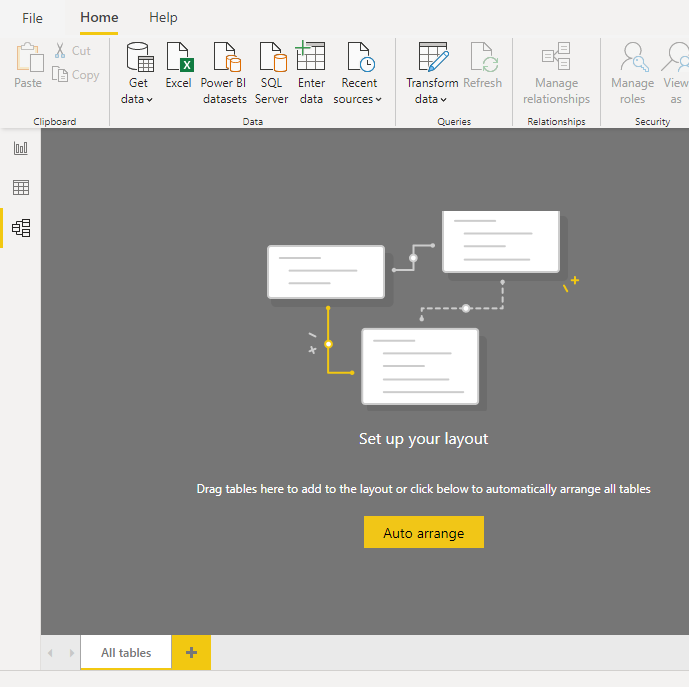 File Home Help
Paste
Cut
Copy
Get data
Excel
Power BI datasets
SQL Server
Enter data
Recent sources
Transform data
Refresh
Manage relationships
Manage roles
View as
Clipboard
Data
Queries
Relationships
Security
Set up your layout
Drag tables here to add to the layout or click below to automatically arrange all tables
Auto arrange
All tables